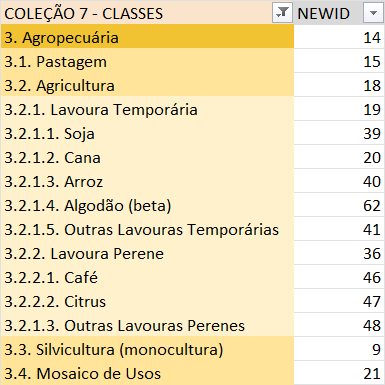 COLEÇÃO 7 - CLASSES NEWID
3. Agropecuária 14
3.1. Pastagem 15
3.2. Agricultura 18
3.2.1. Lavoura Temporária 19
3.2.1.1. Soja 39
3.2.1.2. Cana 20
3.2.1.3. Arroz 40
3.2.1.4. Algodão (beta) 62
3.2.1.5. Outras Lavouras Temporárias 41
3.2.2. Lavoura Perene 36
3.2.2.1. Café 46
3.2.2.2. Citrus 47
3.2.1.3. Outras Lavouras Perenes 48
3.3. Silvicultura (monocultura) 9
3.4. Mosaico de Usos 21